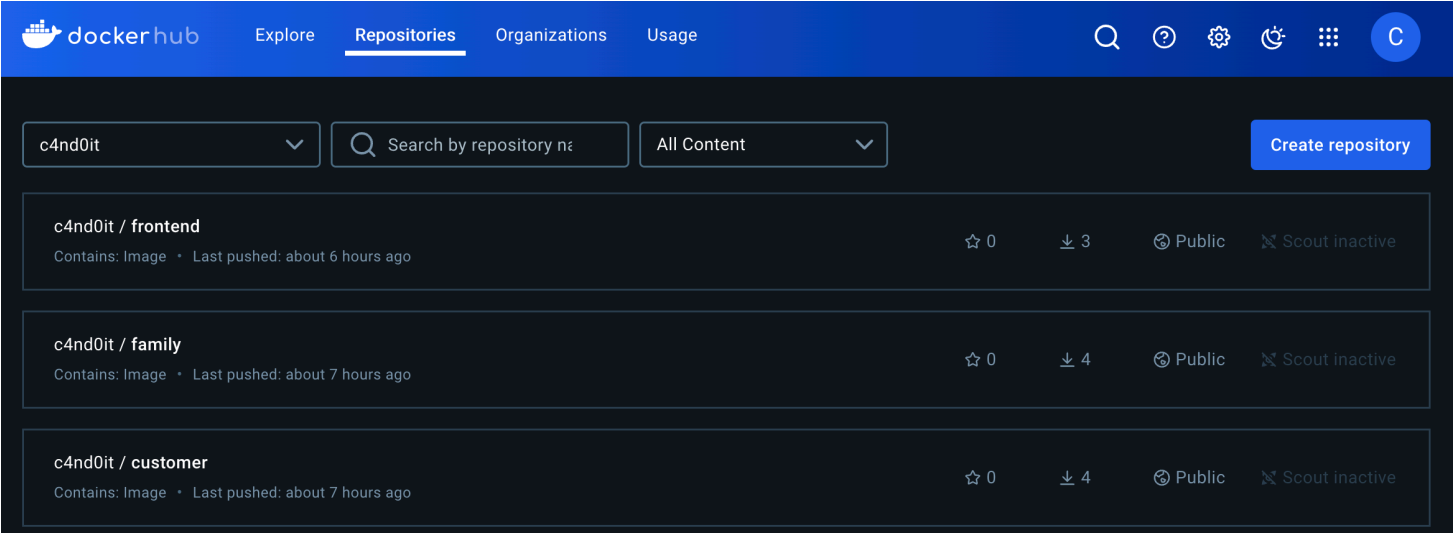 dockerhub Explore Repositories Organizations Usage C
c4nd0it Search by repository na All Content Create repository
c4nd0it / frontend
Contains: Image • Last pushed: about 6 hours ago
0 3 Public Scout inactive
c4nd0it / family
Contains: Image • Last pushed: about 7 hours ago
0 4 Public Scout inactive
c4nd0it / customer
Contains: Image • Last pushed: about 7 hours ago
0 4 Public Scout inactive